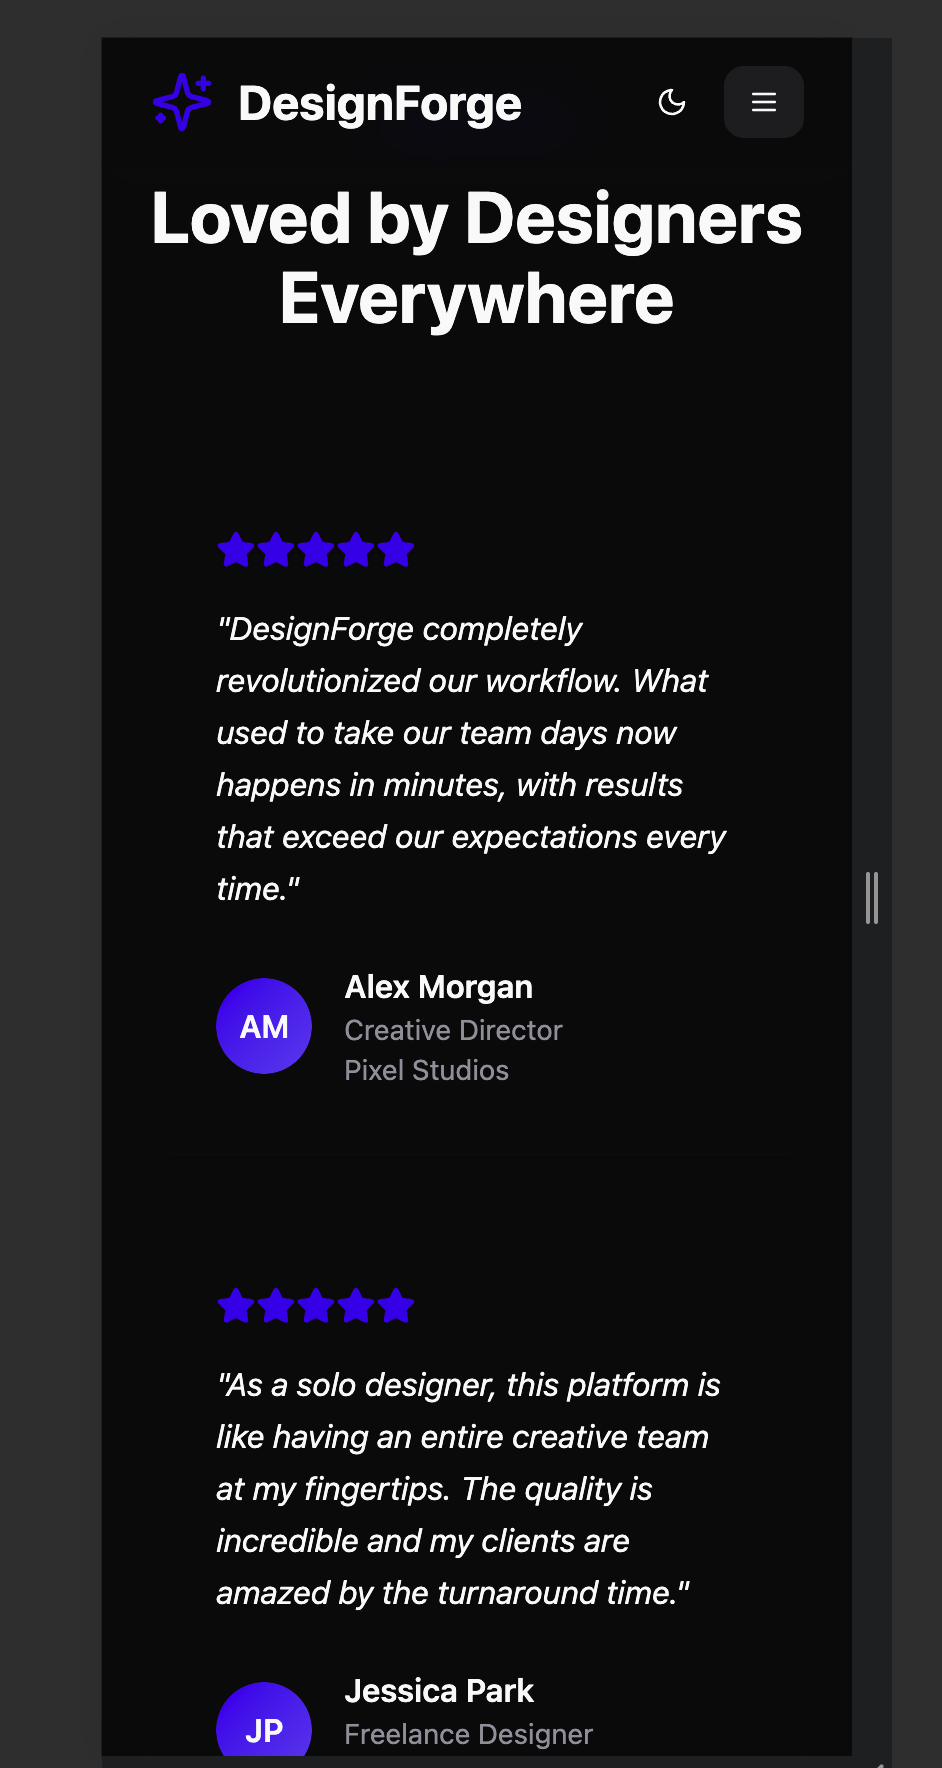 DesignForge
Loved by Designers
Everywhere
"DesignForge completely
revolutionized our workflow. What
used to take our team days now
happens in minutes, with results
that exceed our expectations every
time."
AM
Alex Morgan
Creative Director
Pixel Studios
"As a solo designer, this platform is
like having an entire creative team
at my fingertips. The quality is
incredible and my clients are
amazed by the turnaround time."
JP
Jessica Park
Freelance Designer